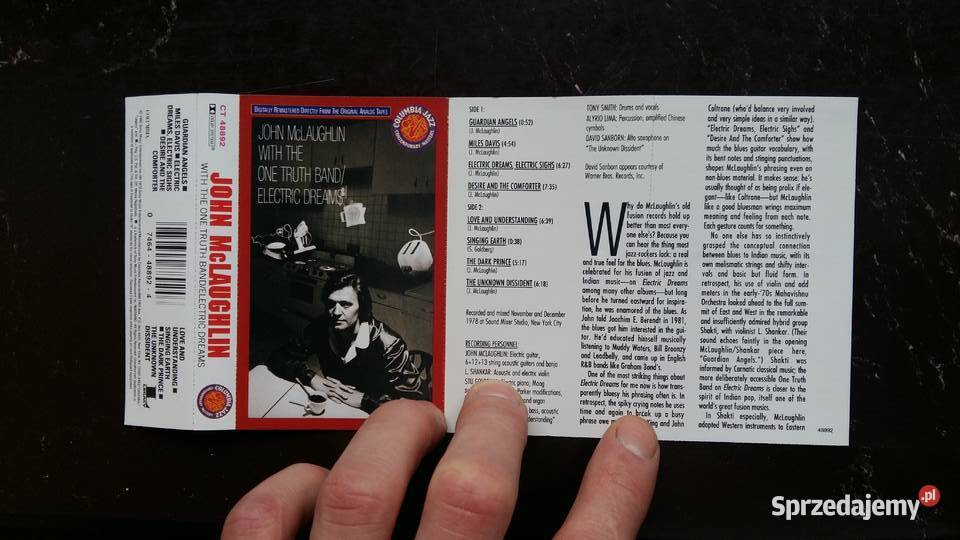 GUARDIAN ANGELS ■
MILES DAVIS ■ ELECTRIC
DREAMS, ELECTRIC SIGHS
■ DESIRE AND THE
COMFORTER
0 7464-48892-4
LOVE AND
UNDERSTANDING ■
SINGING EARTH ■
■ THE DARK PRINCE ■
THE UNKNOWN
DISSIDENT
CT 48892
JOHN McLAUGHLIN
WITH THE ONE TRUTH BAND/ELECTRIC DREAMS
COLUMBIA JAZZ
DIGITALLY REMASTERED DIRECTLY FROM THE ORIGINAL ANALOG TAPES
COLUMBIA JAZZ
CONTEMPORARY MASTERS
JOHN McLAUGHLIN
WITH THE
ONE TRUTH BAND/
ELECTRIC DREAMS
SIDE 1:
GUARDIAN ANGELS (0:52)
(J. McLaughlin)
MILES DAVIS (4:54)
(J. McLaughlin)
ELECTRIC DREAMS, ELECTRIC SIGHS (6:27)
(J. McLaughlin)
DESIRE AND THE COMFORTER (7:35)
(J. McLaughlin)
SIDE 2:
LOVE AND UNDERSTANDING (6:39)
(J. McLaughlin)
SINGING EARTH (0:38)
(S. Goldberg)
THE DARK PRINCE (5:17)
(J. McLaughlin)
THE UNKNOWN DISSIDENT (6:18)
(J. McLaughlin)
Recorded and mixed November and December
1978 at Sound Mixer Studio, New York City
RECORDING PERSONNEL:
JOHN McLAUGHLIN: Electric guitar,
6+12+13 string acoustic guitars and banjo
L. SHANKAR: Acoustic and electric violin
STU piano, Moog
Parker modifications,
and organ
bass, acoustic
TONY SMITH: Drums and vocals
ALYRIO LIMA: Percussion, amplified Chinese
cymbals
DAVID SANBORN: Alto saxophone on
"The Unknown Dissident"
David Sanborn appears courtesy of
Warner Bros. Records, Inc.
Why do McLaughlin's old
fusion records hold up
better than most every-
one else's? Because you
can hear the thing most
jazz-rockers lack: a real
and true feel for the blues. McLaughlin is
celebrated for his fusion of jazz and
Indian music—on Electric Dreams
among many other albums—but long
before he turned eastward for inspira-
tion, he was enamored of the blues. As
John told Joachim E. Berendt in 1981,
the blues got him interested in the gui-
tar. He'd educated himself musically
listening to Muddy Waters, Bill Broonzy
and Leadbelly, and came up in English
R&B bands like Graham Bond's.
One of the most striking things about
Electric Dreams for me now is how trans-
parently bluesy his phrasing often is. In
retrospect, the spiky crying notes he uses
time and again to break up a busy
phrase owe King and John
Coltrane (who'd balance very involved
and very simple ideas in a similar way).
"Electric Dreams, Electric Sighs" and
"Desire And The Comforter" show how
much the blues guitar vocabulary, with
its bent notes and stinging punctuations,
shapes McLaughlin's phrasing even on
non-blues material. It makes sense: he's
usually thought of as being prolix if ele-
gant—like Coltrane—but McLaughlin
like a good bluesman wrings maximum
meaning and feeling from each note.
Each gesture counts for something.
No one else has so instinctively
grasped the conceptual connection
between blues to Indian music, with its
own melismatic strings and shifty inter-
vals and basic but fluid form. In
retrospect, his use of violin and add
meters in the early-'70s Mahavishnu
Orchestra looked ahead to the full sum-
mit of East and West in the remarkable
and insufficiently admired hybrid group
Shakti, with violinist L. Shankar. (Their
sound echoes faintly in the opening
McLaughlin/Shankar piece here,
"Guardian Angels.") Shakti was
informed by Carnatic classical music; the
more deliberately accessible One Truth
Band on Electric Dreams is closer to the
spirit of Indian pop, itself one of the
world's great fusion musics.
In Shakti especially, McLaughlin
adopted Western instruments to Eastern
48892
Sprzedajemy.pl